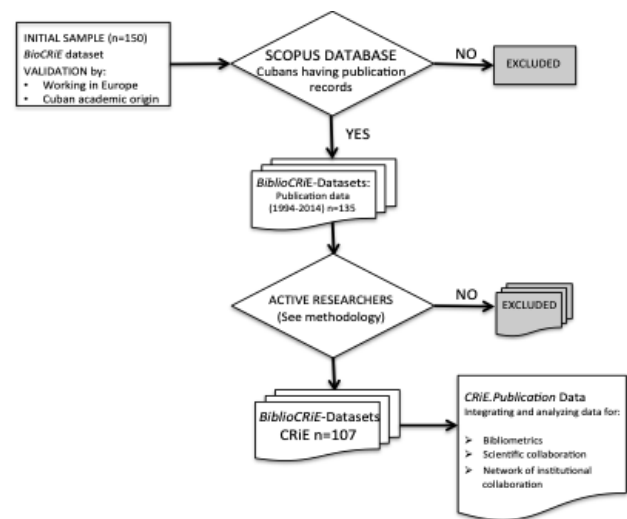 INITIAL SAMPLE (n=150)
BioCRiE dataset
VALIDATION by:
• Working in Europe
• Cuban academic origin
SCOPUS DATABASE
Cubans having publication
records
NO
EXCLUDED
YES
BiblioCRiE-Datasets:
Publication data
(1994-2014) n=135
ACTIVE RESEARCHERS
(See methodology)
NO
EXCLUDED
BiblioCRiE-Datasets
CRiE n=107
CRiE.Publication Data
Integrating and analyzing data for:
➢ Bibliometrics
➢ Scientific collaboration
➢ Network of institutional
collaboration